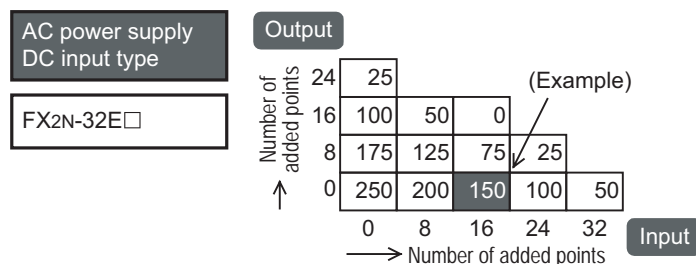 AC power supply
DC input type
FX2N-32E□
Output
Number of
added points
24 25
16 100 50 0
8 175 125 75 25
0 250 200 150 100 50
(Example)
0 8 16 24 32
Input
Number of added points